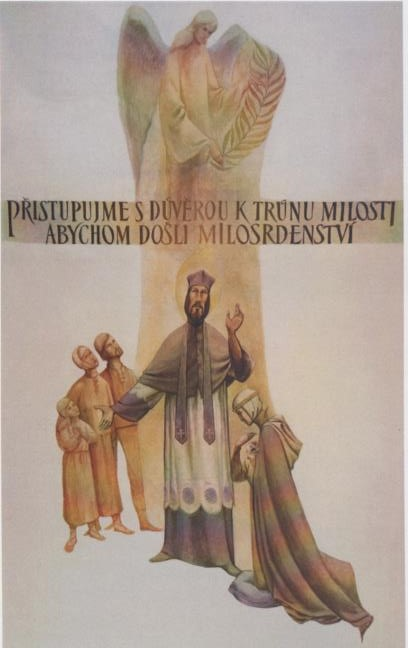 PŘISTUPUJME S DŮVĚROU K TRŮNU MILOSTI
ABYCHOM DOŠLI MILOSRDENSTVÍ